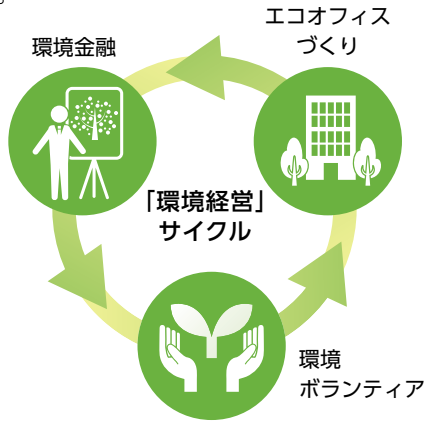 エコオフィス
づくり
環境金融
「環境経営」
サイクル
環境
ボランティア